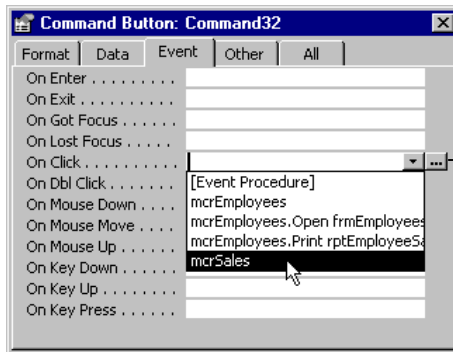 Command Button: Command32
Format Data Event Other All
On Enter . . . . . . . . .
On Exit . . . . . . . . . .
On Got Focus . . . . . .
On Lost Focus . . . . .
On Click . . . . . . . . . .
On Dbl Click . . . . . . . [Event Procedure]
On Mouse Down . . . . mcrEmployees
On Mouse Move . . . . mcrEmployees.Open frmEmployees
On Mouse Up . . . . . . mcrEmployees.Print rptEmployeeSa
On Key Down . . . . . . mcrSales
On Key Up . . . . . . . .
On Key Press . . . . . .